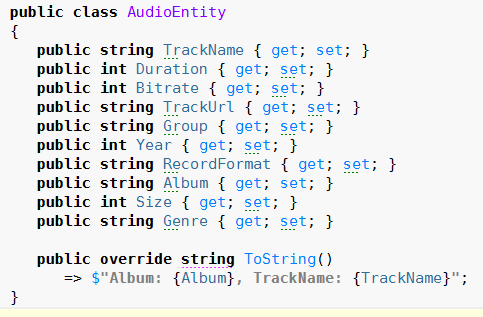 public class AudioEntity
{
public string TrackName { get; set; }
public int Duration { get; set; }
public int Bitrate { get; set; }
public string TrackUrl { get; set; }
public string Group { get; set; }
public int Year { get; set; }
public string RecordFormat { get; set; }
public string Album { get; set; }
public int Size { get; set; }
public string Genre { get; set; }
public override string ToString()
=> $"Album: {Album}, TrackName: {TrackName}";
}